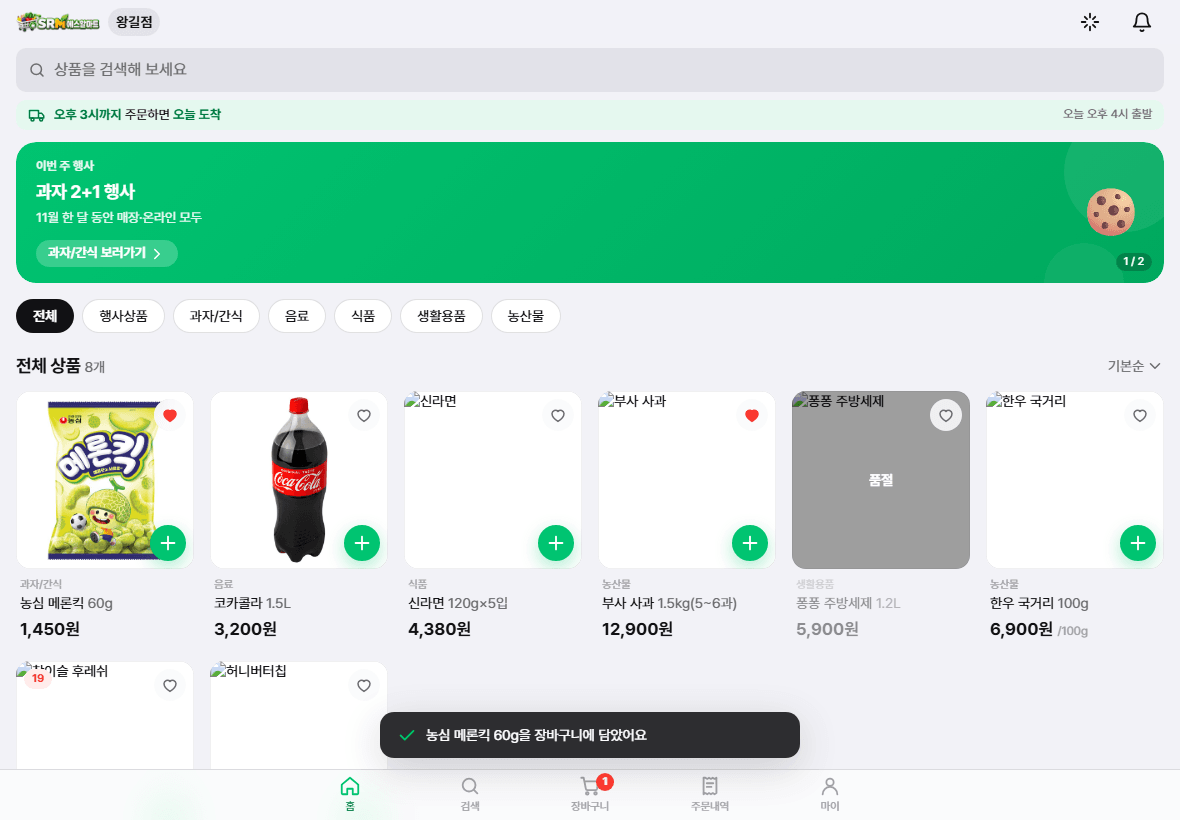 SRM에스알마트 왕길점
상품을 검색해 보세요
오후 3시까지 주문하면 오늘 도착
오늘 오후 4시 출발
이번 주 행사
과자 2+1 행사
11월 한 달 동안 매장·온라인 모두
과자/간식 보러가기
1 / 2
전체 행사상품 과자/간식 음료 식품 생활용품 농산물
전체 상품 8개
기본순
농심
메론킥
Coca-Cola
신라면
부사 사과
퐁퐁 주방세제
품절
한우 국거리
과자/간식
농심 메론킥 60g
1,450원
음료
코카콜라 1.5L
3,200원
식품
신라면 120g×5입
4,380원
농산물
부사 사과 1.5kg(5~6과)
12,900원
생활용품
퐁퐁 주방세제 1.2L
5,900원
농산물
한우 국거리 100g
6,900원 /100g
참이슬 후레쉬
19
허니버터칩
농심 메론킥 60g을 장바구니에 담았어요
홈
검색
1
장바구니
주문내역
마이